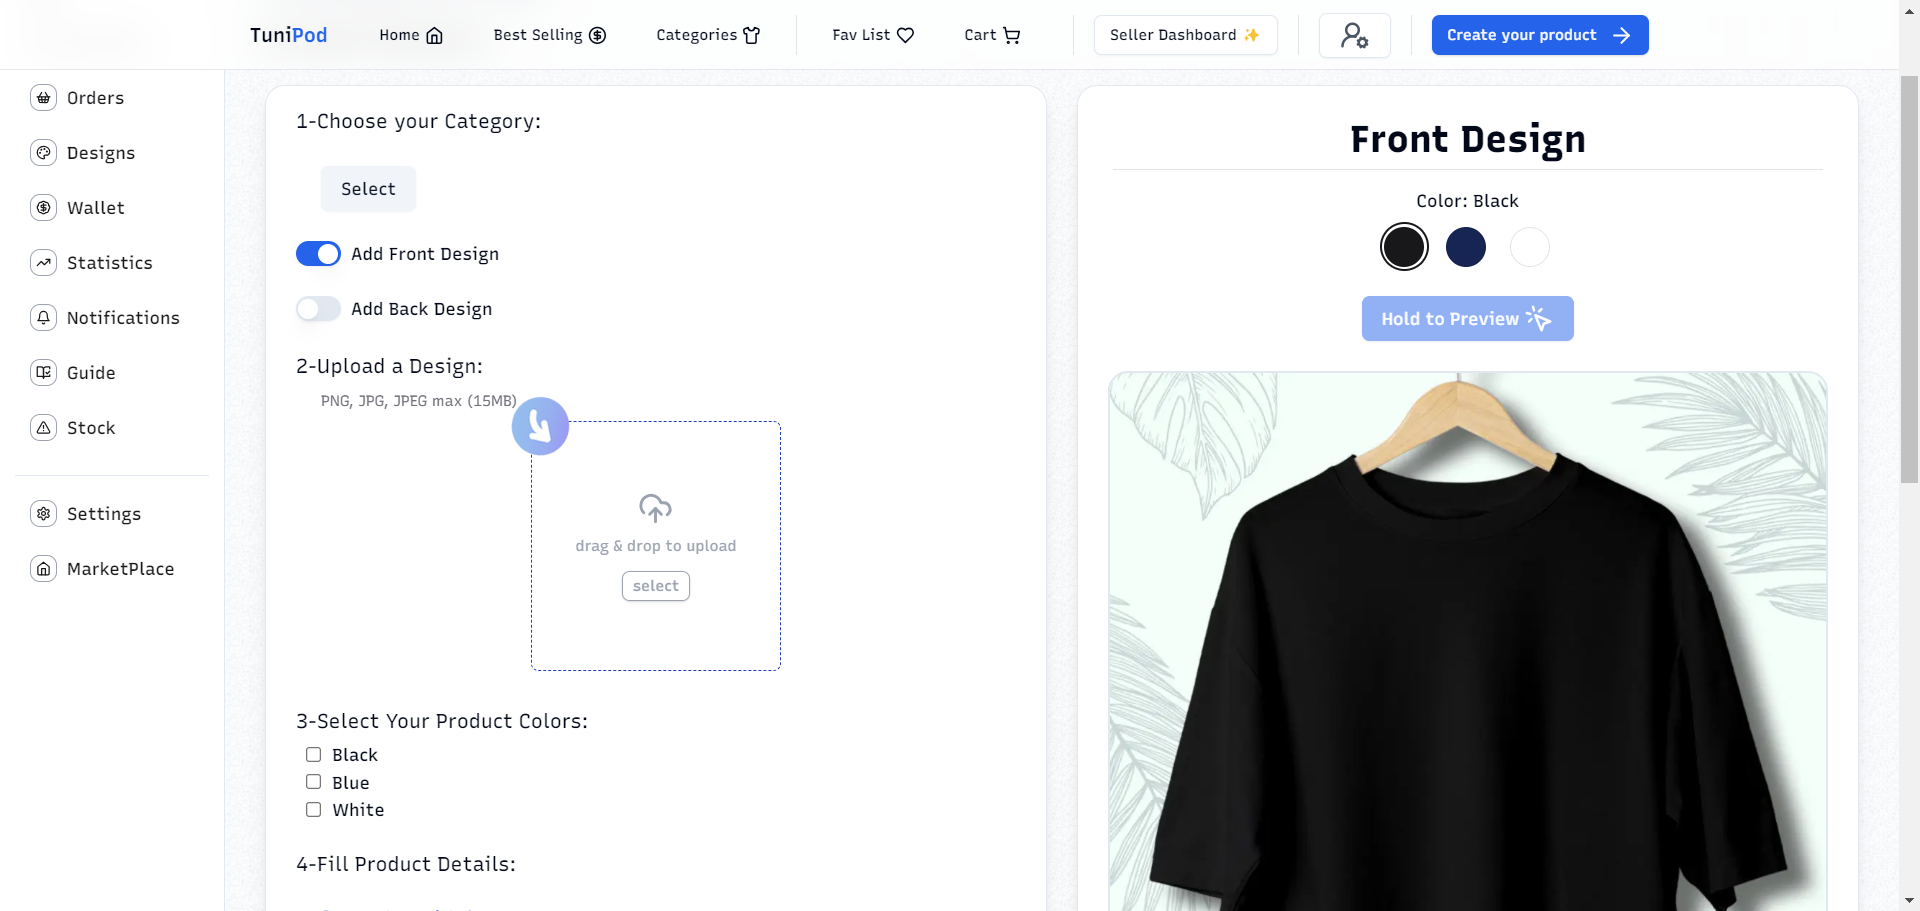 TuniPod
Home
Best Selling
Categories
Fav List
Cart
Seller Dashboard ✨
Create your product
Orders
Designs
Wallet
Statistics
Notifications
Guide
Stock
Settings
MarketPlace
1-Choose your Category:
Select
Add Front Design
Add Back Design
2-Upload a Design:
PNG, JPG, JPEG max (15MB)
drag & drop to upload
select
3-Select Your Product Colors:
Black
Blue
White
4-Fill Product Details:
Front Design
Color: Black
Hold to Preview